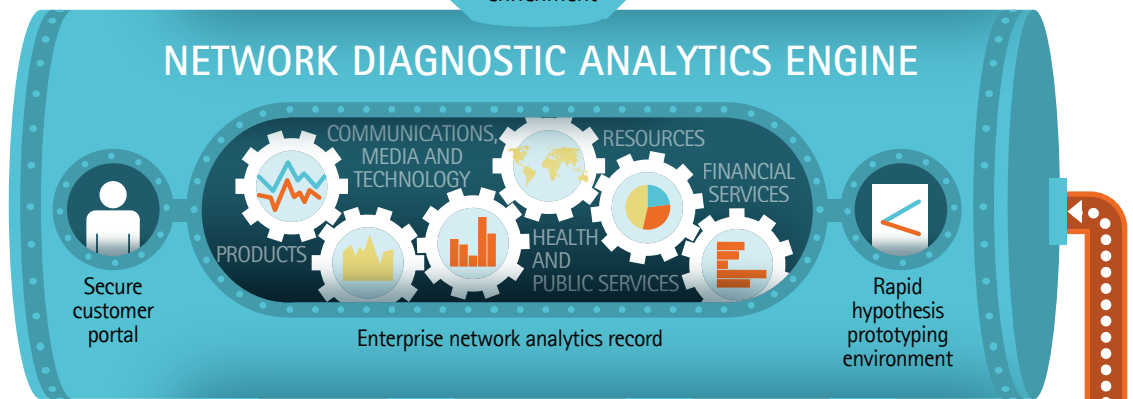 enrichment
NETWORK DIAGNOSTIC ANALYTICS ENGINE
COMMUNICATIONS,
MEDIA AND
TECHNOLOGY
RESOURCES
FINANCIAL
SERVICES
PRODUCTS
HEALTH
AND
PUBLIC SERVICES
Secure
customer
portal
Enterprise network analytics record
Rapid
hypothesis
prototyping
environment